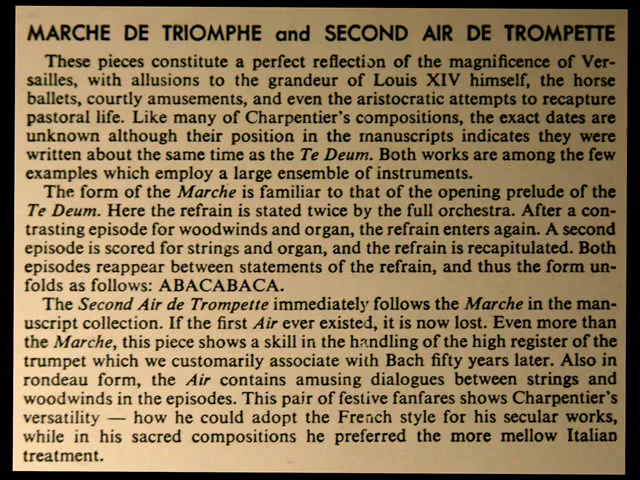 MARCHE DE TRIOMPHE and SECOND AIR DE TROMPETTE
These pieces constitute a perfect reflection of the magnificence of Ver-
sailles, with allusions to the grandeur of Louis XIV himself, the horse
ballets, courtly amusements, and even the aristocratic attempts to recapture
pastoral life. Like many of Charpentier's compositions, the exact dates are
unknown although their position in the manuscripts indicates they were
written about the same time as the Te Deum. Both works are among the few
examples which employ a large ensemble of instruments.
The form of the Marche is familiar to that of the opening prelude of the
Te Deum. Here the refrain is stated twice by the full orchestra. After a con-
trasting episode for woodwinds and organ, the refrain enters again. A second
episode is scored for strings and organ, and the refrain is recapitulated. Both
episodes reappear between statements of the refrain, and thus the form un-
folds as follows: ABACABACA.
The Second Air de Trompette immediately follows the Marche in the man-
uscript collection. If the first Air ever existed, it is now lost. Even more than
the Marche, this piece shows a skill in the handling of the high register of the
trumpet which we customarily associate with Bach fifty years later. Also in
rondeau form, the Air contains amusing dialogues between strings and
woodwinds in the episodes. This pair of festive fanfares shows Charpentier's
versatility — how he could adopt the French style for his secular works,
while in his sacred compositions he preferred the more mellow Italian
treatment.